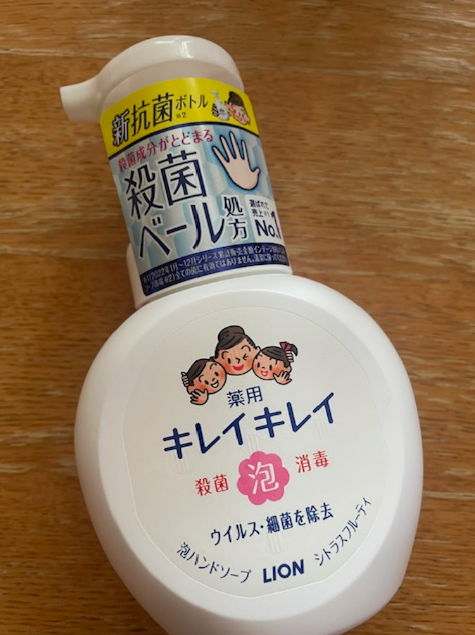 新抗菌ボトル
※2
殺菌成分がとどまる
殺菌
ベール
処方
選ばれて
売上
No.1
薬用
キレイキレイ
殺菌 泡 消毒
ウイルス・細菌を除去
泡ハンドソープ LION シトラスフルーティ